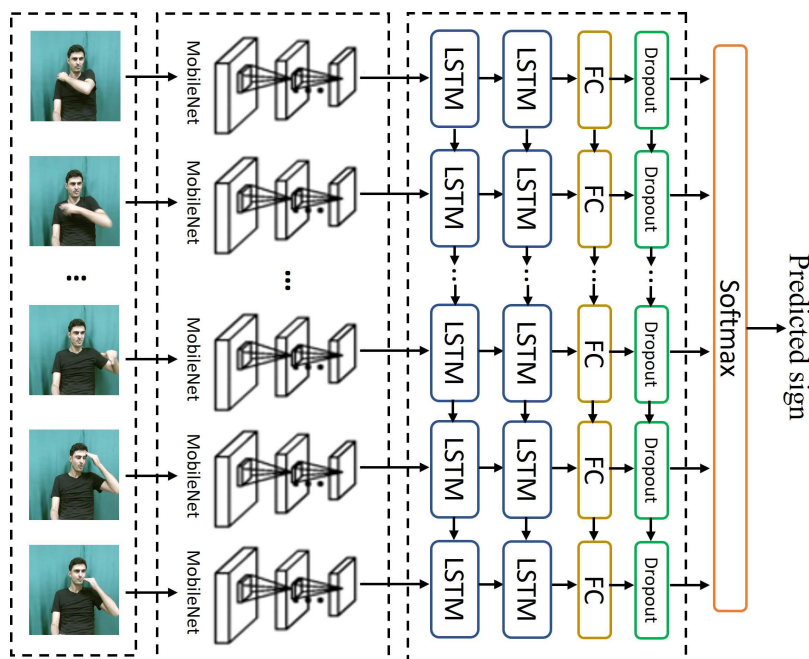 MobileNet
LSTM
LSTM
FC
Dropout
MobileNet
LSTM
LSTM
FC
Dropout
...
...
...
...
...
...
MobileNet
LSTM
LSTM
FC
Dropout
MobileNet
LSTM
LSTM
FC
Dropout
MobileNet
LSTM
LSTM
FC
Dropout
Softmax
Predicted sign